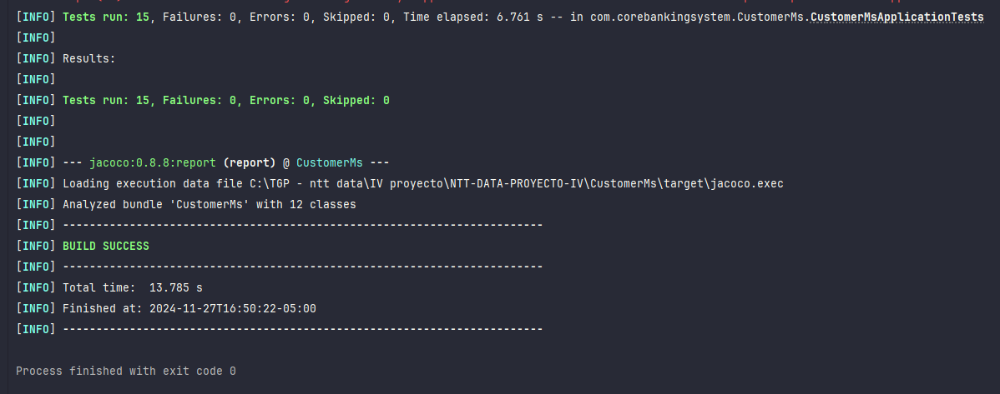 [INFO] Tests run: 15, Failures: 0, Errors: 0, Skipped: 0, Time elapsed: 6.761 s -- in com.corebankingsystem.CustomerMs.CustomerMsApplicationTests
[INFO]
[INFO] Results:
[INFO]
[INFO] Tests run: 15, Failures: 0, Errors: 0, Skipped: 0
[INFO]
[INFO]
[INFO] --- jacoco:0.8.8:report (report) @ CustomerMs ---
[INFO] Loading execution data file C:\TGP - ntt data\IV proyecto\NTT-DATA-PROYECTO-IV\CustomerMs\target\jacoco.exec
[INFO] Analyzed bundle 'CustomerMs' with 12 classes
[INFO] ------------------------------------------------------------------------
[INFO] BUILD SUCCESS
[INFO] ------------------------------------------------------------------------
[INFO] Total time:  13.785 s
[INFO] Finished at: 2024-11-27T16:50:22-05:00
[INFO] ------------------------------------------------------------------------
Process finished with exit code 0